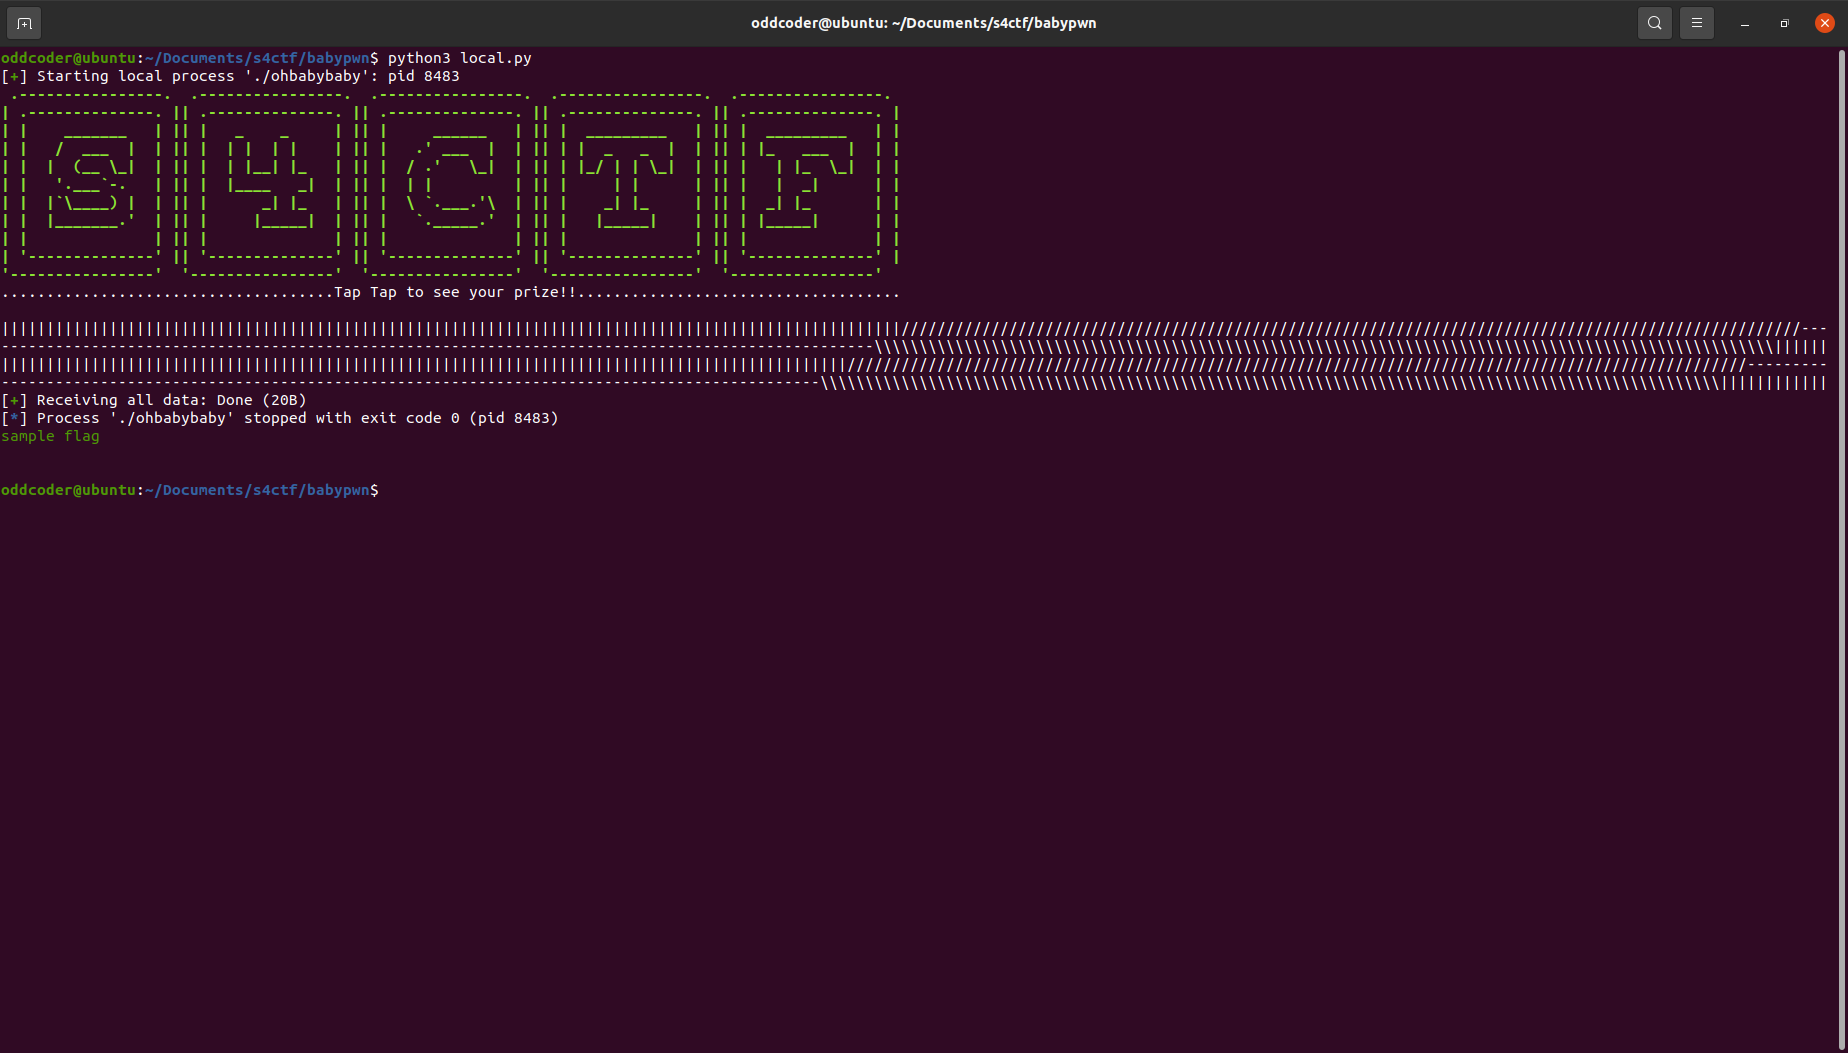 oddcoder@ubuntu: ~/Documents/s4ctf/babypwn
oddcoder@ubuntu:~/Documents/s4ctf/babypwn$ python3 local.py
[+] Starting local process './ohbabybaby': pid 8483
S4CTF
.....................................Tap Tap to see your prize!!....................................
[+] Receiving all data: Done (20B)
[*] Process './ohbabybaby' stopped with exit code 0 (pid 8483)
sample flag
oddcoder@ubuntu:~/Documents/s4ctf/babypwn$